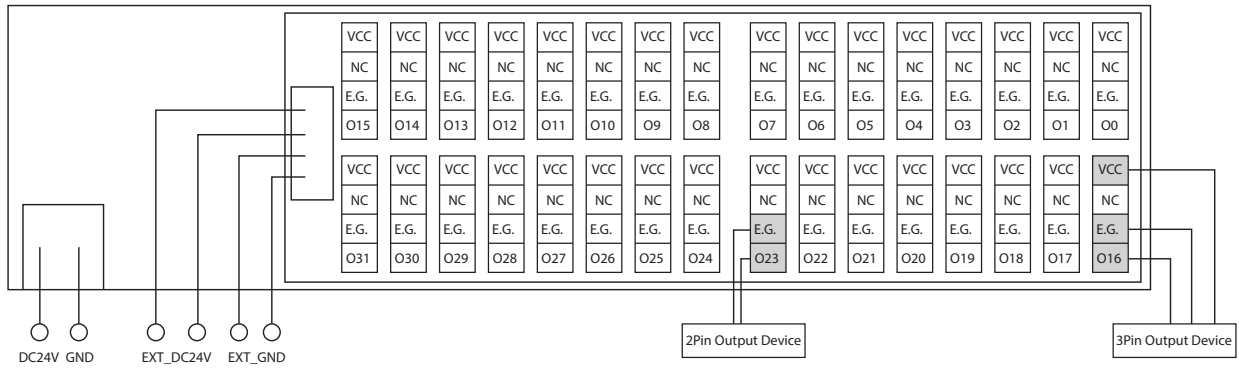 VCC VCC VCC VCC VCC VCC VCC VCC VCC VCC VCC VCC VCC VCC VCC VCC
NC NC NC NC NC NC NC NC NC NC NC NC NC NC NC NC
E.G. E.G. E.G. E.G. E.G. E.G. E.G. E.G. E.G. E.G. E.G. E.G. E.G. E.G. E.G. E.G.
O15 O14 O13 O12 O11 O10 O9 O8 O7 O6 O5 O4 O3 O2 O1 O0
VCC VCC VCC VCC VCC VCC VCC VCC VCC VCC VCC VCC VCC VCC VCC VCC
NC NC NC NC NC NC NC NC NC NC NC NC NC NC NC NC
E.G. E.G. E.G. E.G. E.G. E.G. E.G. E.G. E.G. E.G. E.G. E.G. E.G. E.G. E.G. E.G.
O31 O30 O29 O28 O27 O26 O25 O24 O23 O22 O21 O20 O19 O18 O17 O16
2Pin Output Device 3Pin Output Device
DC24V GND EXT_DC24V EXT_GND